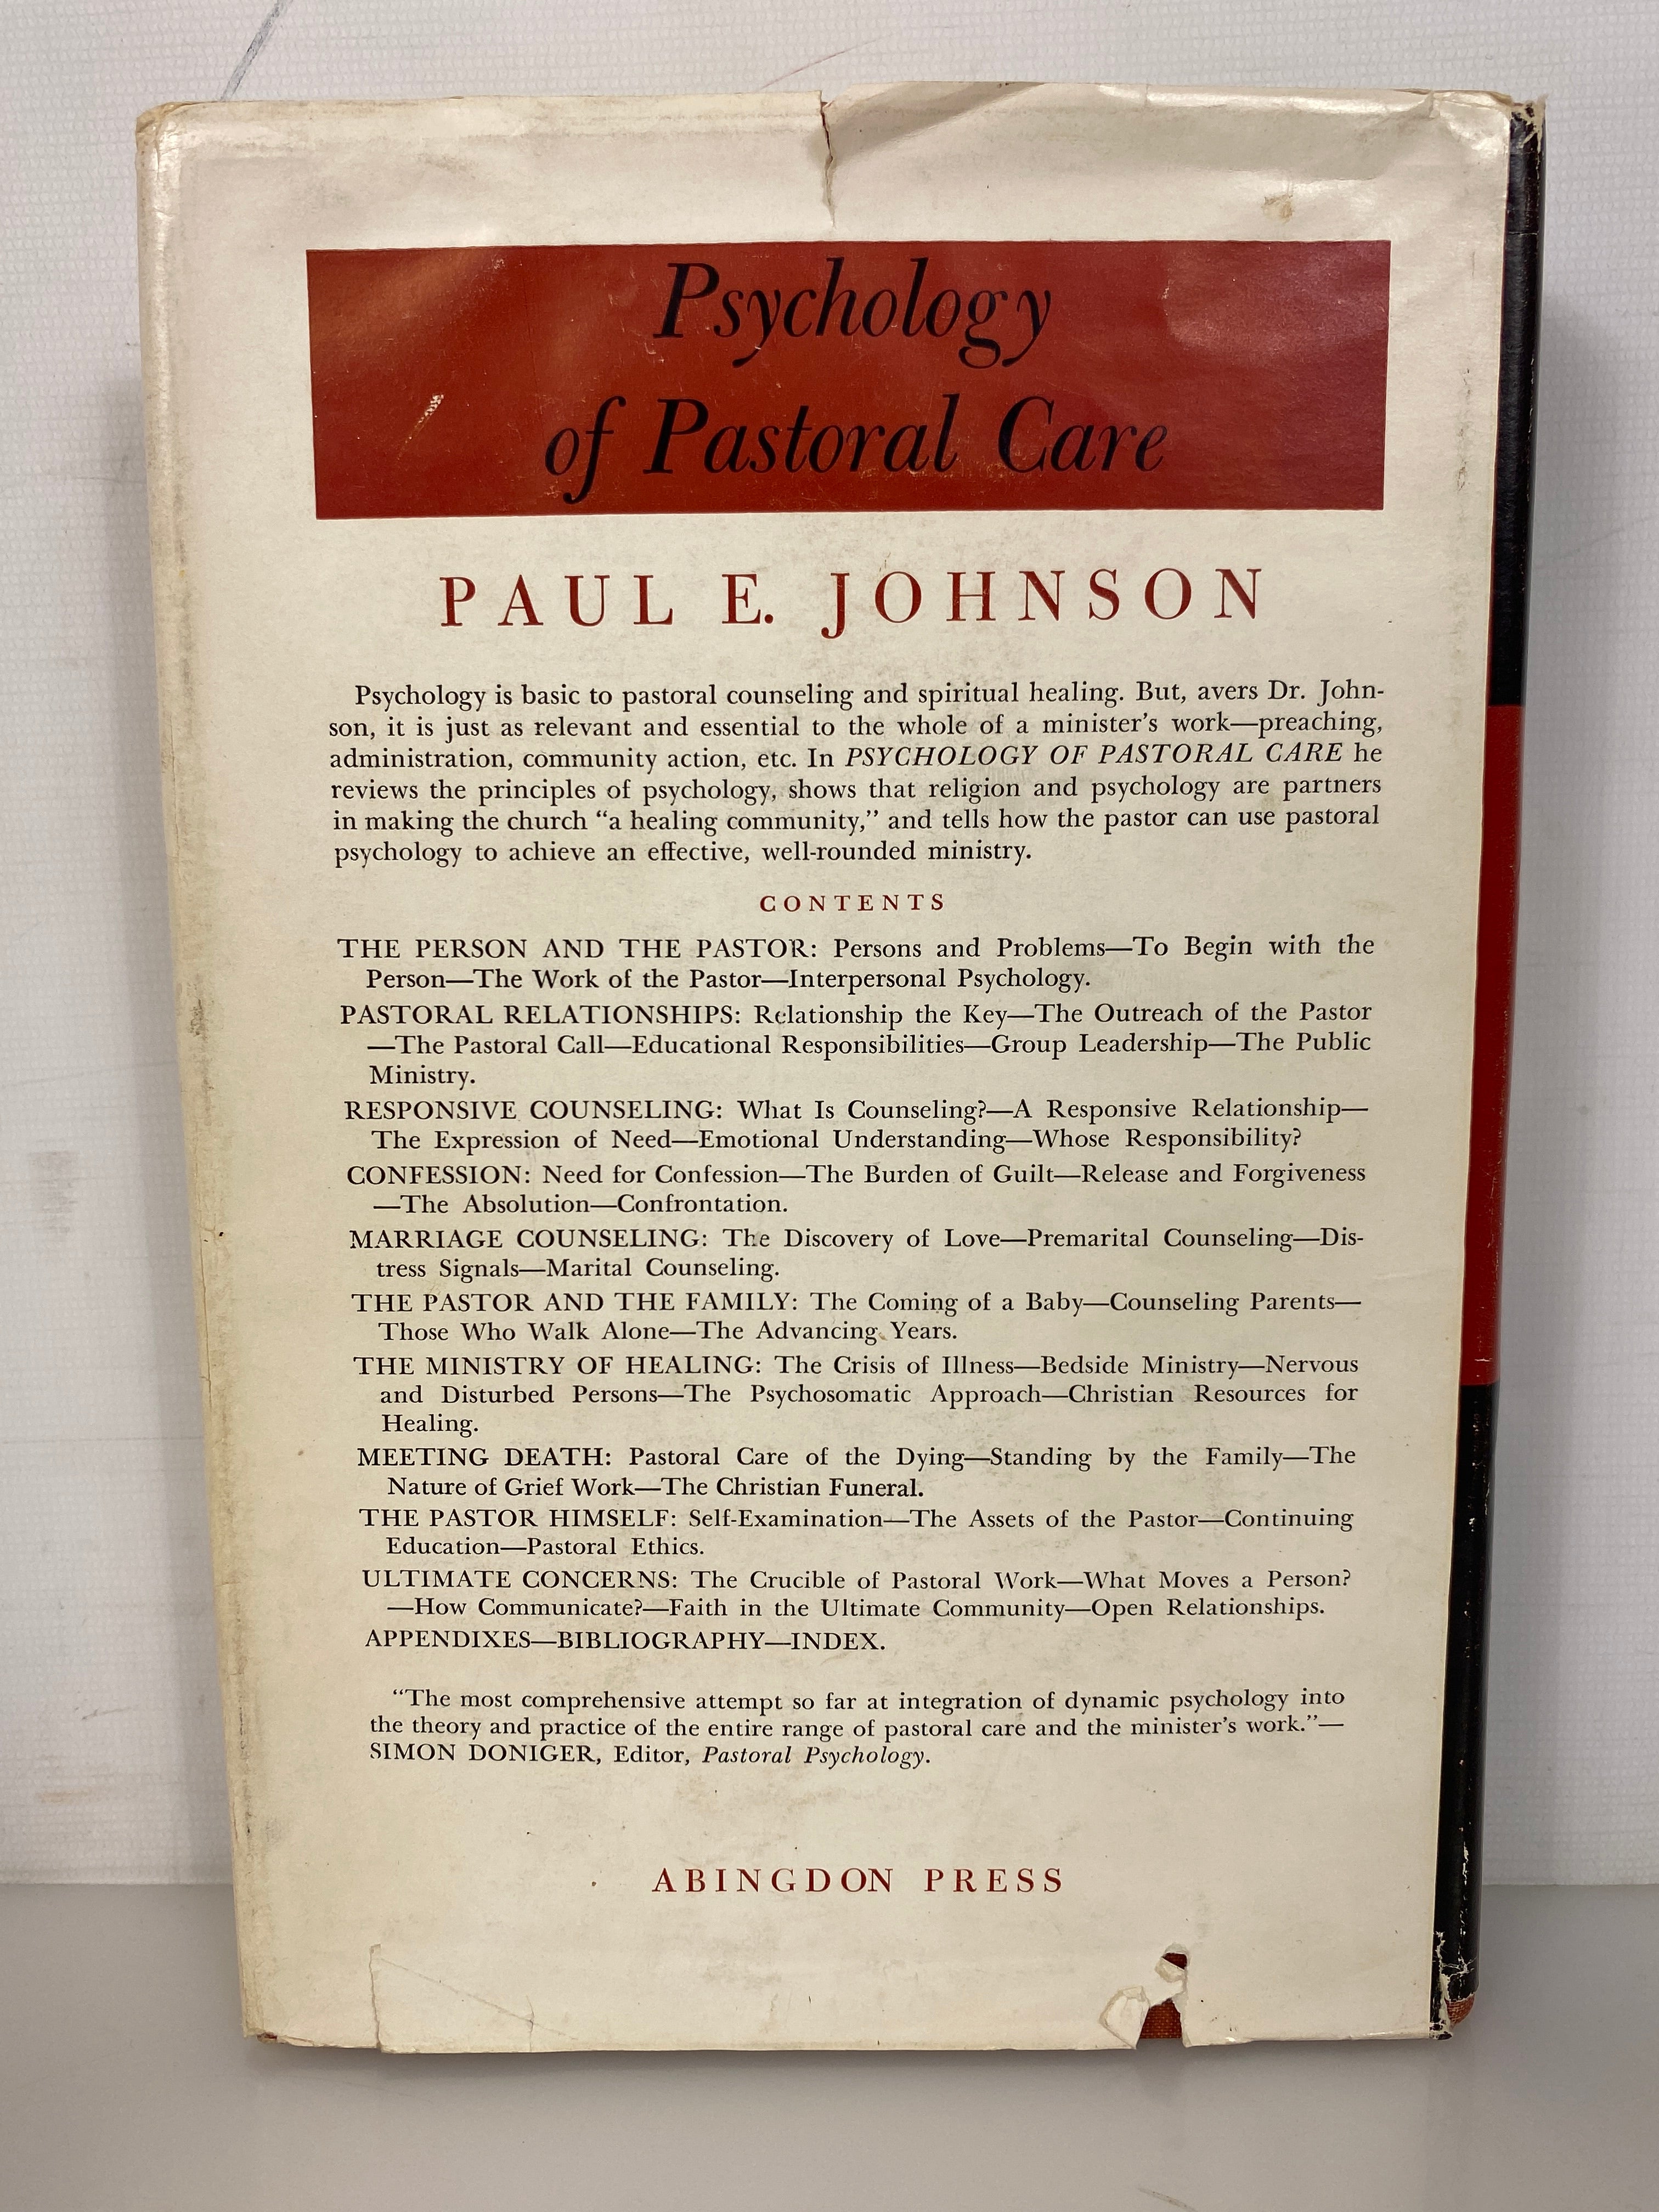 Psychology
of Pastoral Care
PAUL E. JOHNSON
Psychology is basic to pastoral counseling and spiritual healing. But, avers Dr. John-
son, it is just as relevant and essential to the whole of a minister's work—preaching,
administration, community action, etc. In PSYCHOLOGY OF PASTORAL CARE he
reviews the principles of psychology, shows that religion and psychology are partners
in making the church “a healing community,” and tells how the pastor can use pastoral
psychology to achieve an effective, well-rounded ministry.
CONTENTS
THE PERSON AND THE PASTOR: Persons and Problems—To Begin with the
Person—The Work of the Pastor—Interpersonal Psychology.
PASTORAL RELATIONSHIPS: Relationship the Key—The Outreach of the Pastor
—The Pastoral Call—Educational Responsibilities—Group Leadership—The Public
Ministry.
RESPONSIVE COUNSELING: What Is Counseling?—A Responsive Relationship—
The Expression of Need—Emotional Understanding—Whose Responsibility?
CONFESSION: Need for Confession—The Burden of Guilt—Release and Forgiveness
—The Absolution—Confrontation.
MARRIAGE COUNSELING: The Discovery of Love—Premarital Counseling—Dis-
tress Signals—Marital Counseling.
THE PASTOR AND THE FAMILY: The Coming of a Baby—Counseling Parents—
Those Who Walk Alone—The Advancing Years.
THE MINISTRY OF HEALING: The Crisis of Illness—Bedside Ministry—Nervous
and Disturbed Persons—The Psychosomatic Approach—Christian Resources for
Healing.
MEETING DEATH: Pastoral Care of the Dying—Standing by the Family—The
Nature of Grief Work—The Christian Funeral.
THE PASTOR HIMSELF: Self-Examination—The Assets of the Pastor—Continuing
Education—Pastoral Ethics.
ULTIMATE CONCERNS: The Crucible of Pastoral Work—What Moves a Person?
—How Communicate?—Faith in the Ultimate Community—Open Relationships.
APPENDIXES—BIBLIOGRAPHY—INDEX.
“The most comprehensive attempt so far at integration of dynamic psychology into
the theory and practice of the entire range of pastoral care and the minister's work.”—
SIMON DONIGER, Editor, Pastoral Psychology.
ABINGDON PRESS